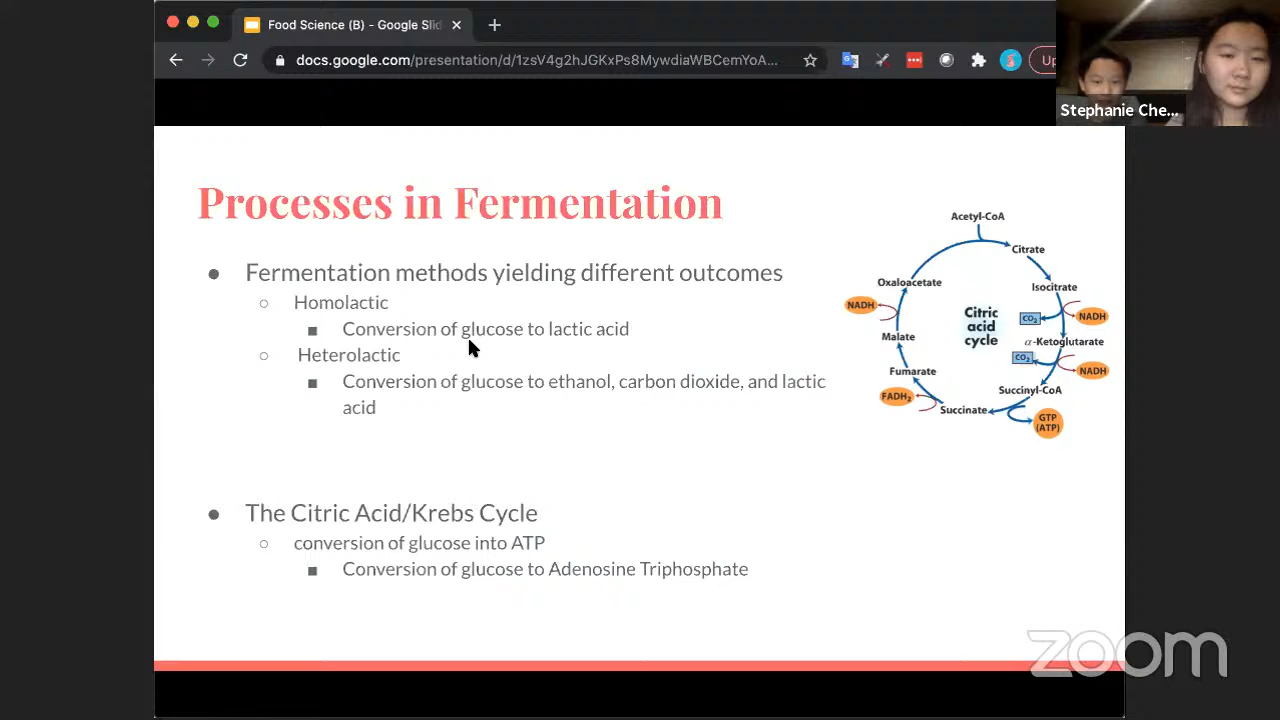 Food Science (B) - Google Slid
docs.google.com/presentation/d/1zsV4g2hJGKxPs8MywdiaWBCemYoA...
Up
Stephanie Che...
Processes in Fermentation
● Fermentation methods yielding different outcomes
○ Homolactic
■ Conversion of glucose to lactic acid
○ Heterolactic
■ Conversion of glucose to ethanol, carbon dioxide, and lactic
acid
● The Citric Acid/Krebs Cycle
○ conversion of glucose into ATP
■ Conversion of glucose to Adenosine Triphosphate
Acetyl-CoA
Citrate
Isocitrate
CO₂
NADH
α-Ketoglutarate
CO₂
NADH
Succinyl-CoA
GTP
(ATP)
Succinate
FADH₂
Fumarate
Malate
NADH
Oxaloacetate
Citric
acid
cycle
zoom